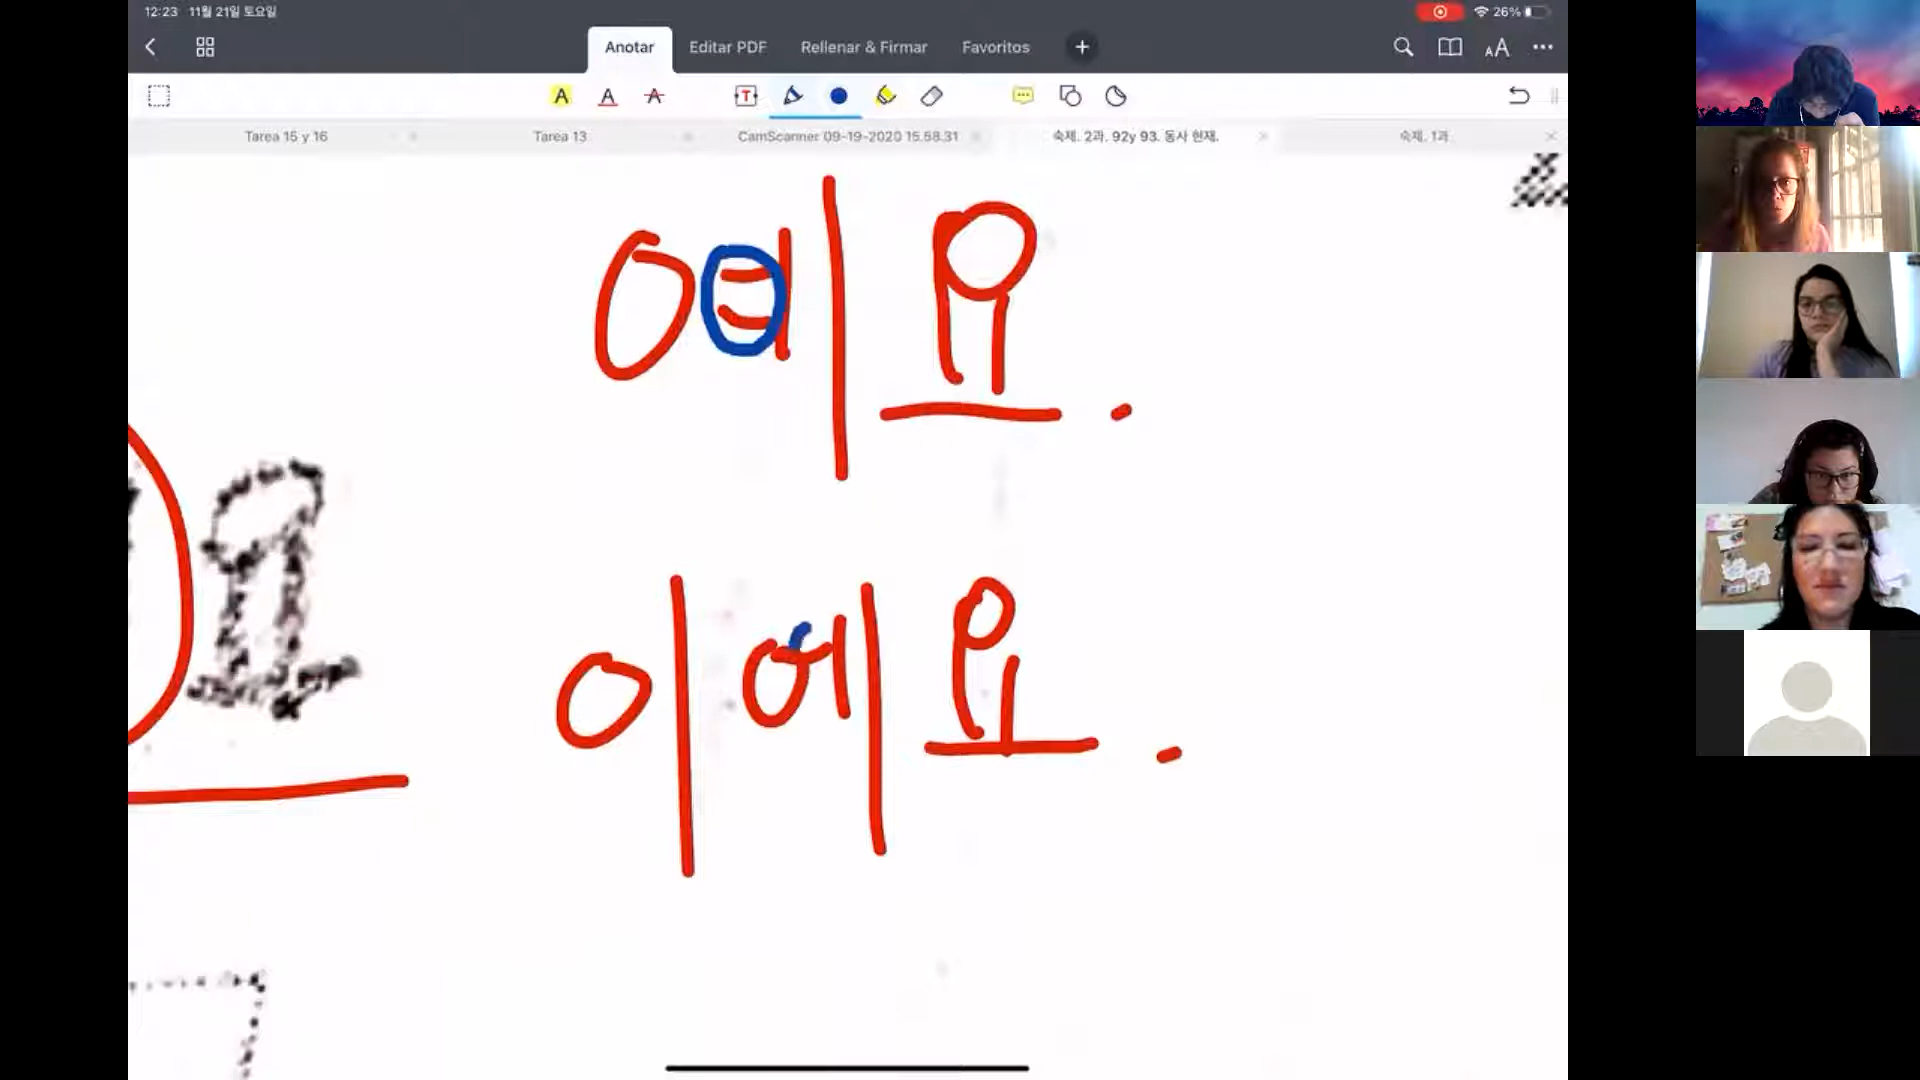 12:23 11월 21일 토요일
26%
Anotar Editar PDF Rellenar & Firmar Favoritos
Tarea 15 y 16 Tarea 13 CamScanner 09-19-2020 15.58.31 숙제. 2과. 92y 93. 동사 현재. 숙제. 1과
예요.
요
이에요.